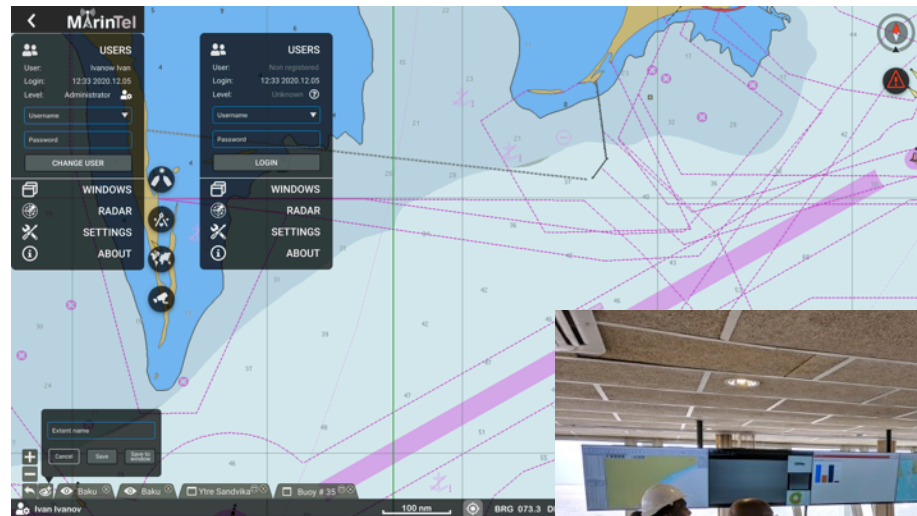 MArinTel
USERS
User: Ivanow Ivan
Login: 12:33 2020.12.05
Level: Administrator
Username
Password
CHANGE USER
WINDOWS
RADAR
SETTINGS
ABOUT
USERS
User: Non registered
Login: 12:33 2020.12.05
Level: Unknown
Username
Password
LOGIN
WINDOWS
RADAR
SETTINGS
ABOUT
Extent name
Cancel Save Save to window
Baku
Baku
Ytre Sandvika
Buoy # 35
Ivan Ivanov
100 nm
BRG 073.3